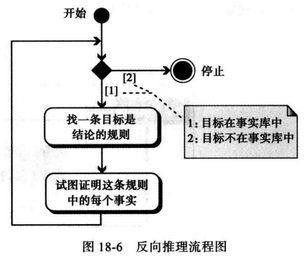 开始
[2]
停止
[1]
1：目标在事实库中
2：目标不在事实库中
找一条目标是
结论的规则
试图证明这条规则
中的每个事实
图 18-6 反向推理流程图